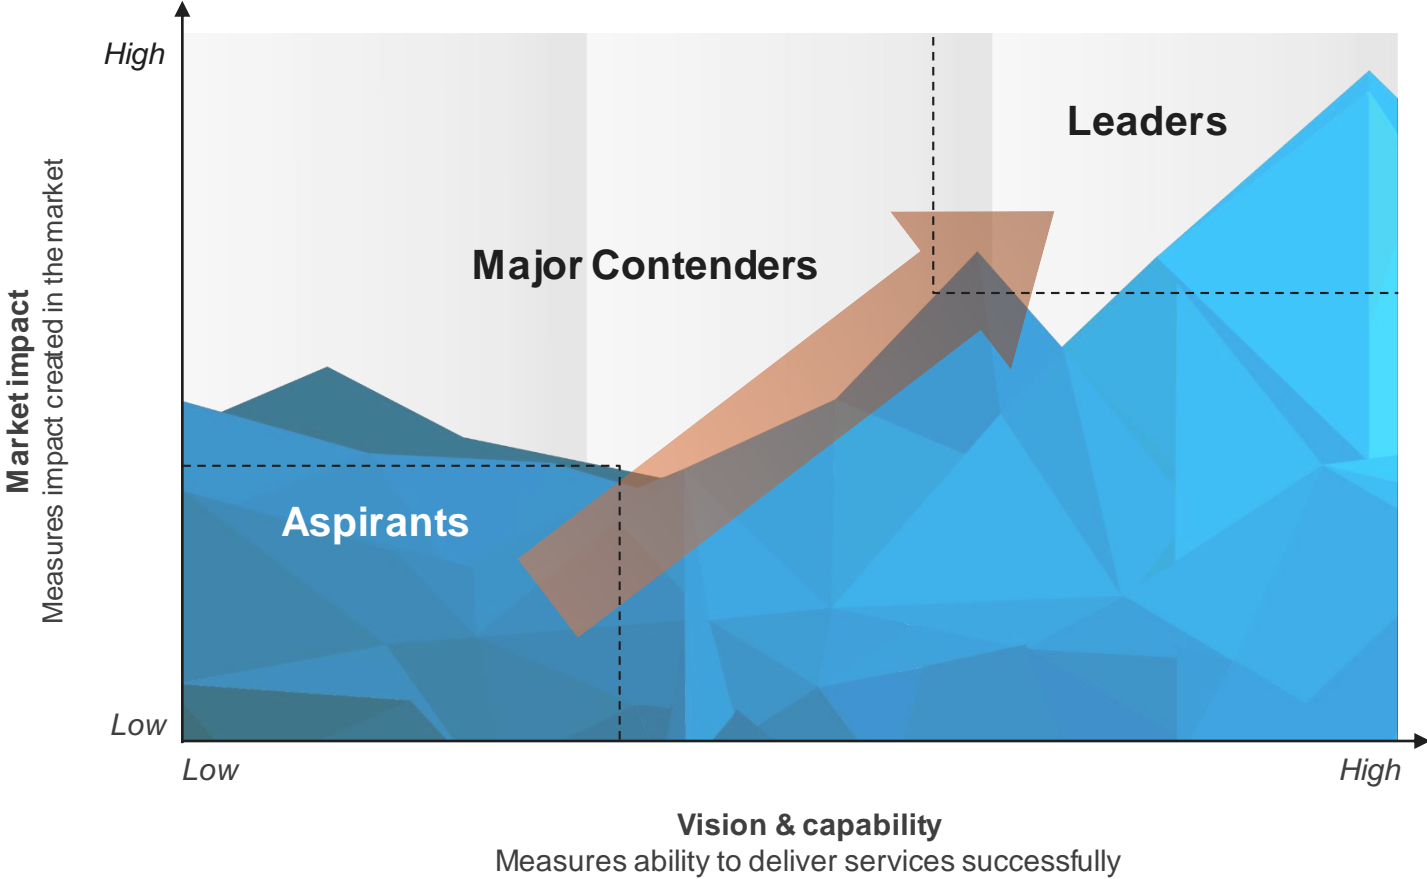 High
Leaders
Major Contenders
Market impact
Measures impact created in the market
Aspirants
Low
Low
High
Vision & capability
Measures ability to deliver services successfully